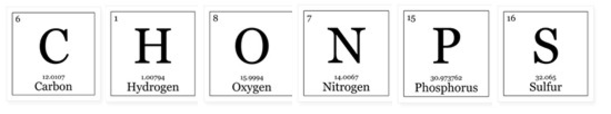 6 1 8 7 15 16
C H O N P S
12.0107 1.00794 15.9994 14.0067 30.973762 32.065
Carbon Hydrogen Oxygen Nitrogen Phosphorus Sulfur